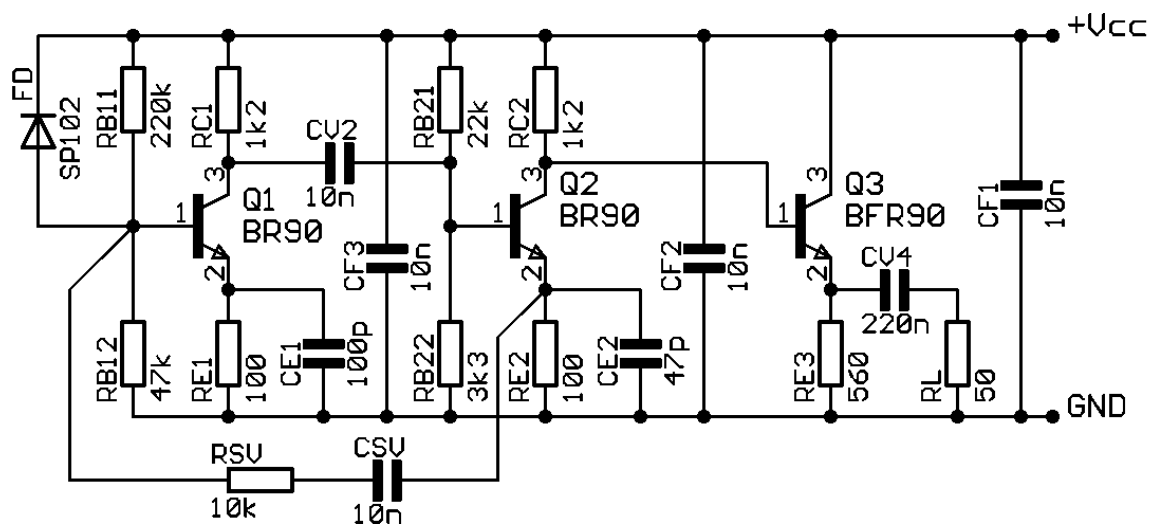 +Vcc
FD
SP102
RB11
220k
RC1
1k2
CV2
10n
RB21
22k
RC2
1k2
3
Q1
BR90
1
2
3
Q2
BR90
1
2
3
Q3
BFR90
1
2
CF3
10n
CF2
10n
CF1
10n
CV4
220n
RB12
47k
RE1
100
CE1
100p
RB22
3k3
RE2
100
CE2
47p
RE3
560
RL
50
GND
RSV
10k
CSV
10n